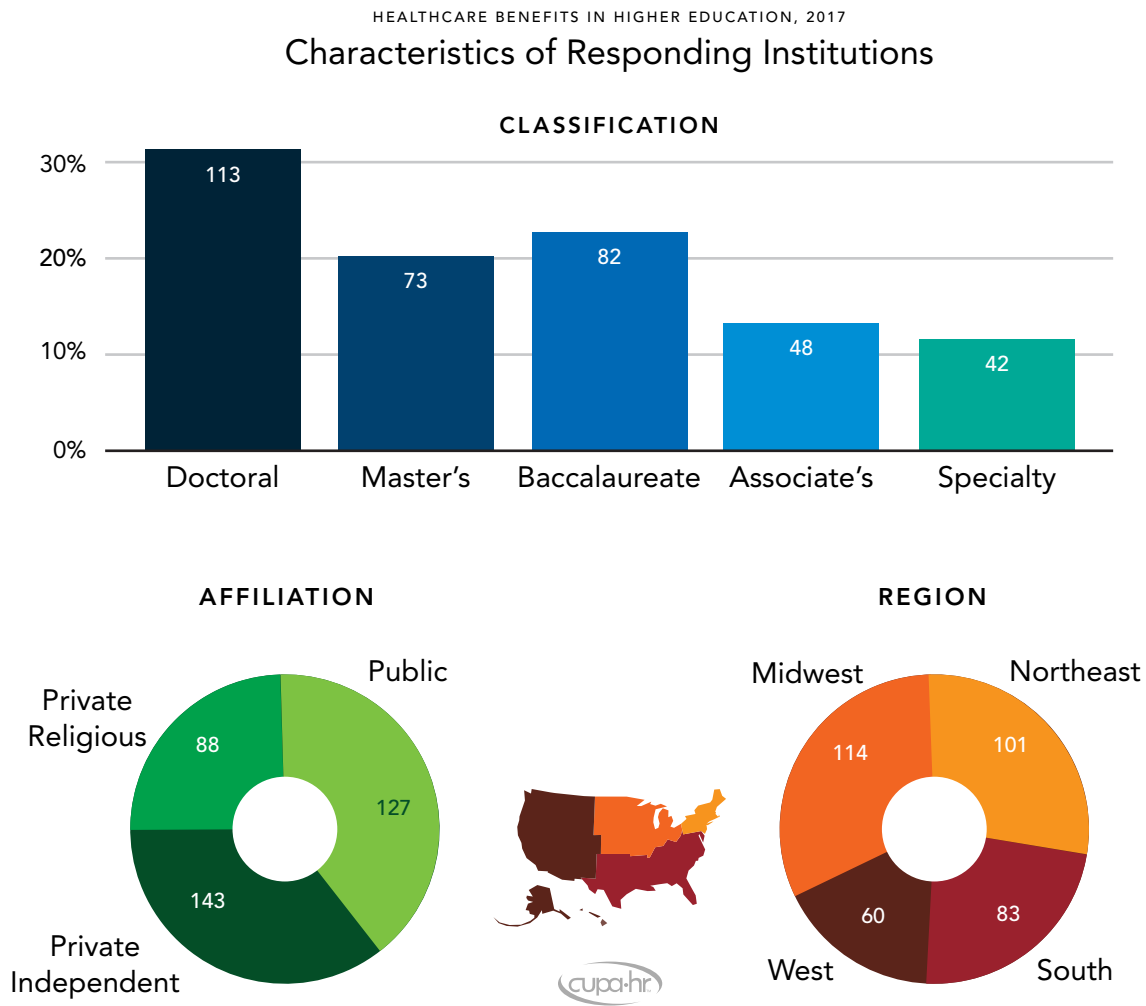 HEALTHCARE BENEFITS IN HIGHER EDUCATION, 2017
Characteristics of Responding Institutions
CLASSIFICATION
30%
20%
10%
0%
113
73
82
48
42
Doctoral
Master's
Baccalaureate
Associate's
Specialty
AFFILIATION
Public
Private
Religious
88
127
143
Private
Independent
REGION
Midwest
Northeast
114
101
60
83
West
South
cupa·hr